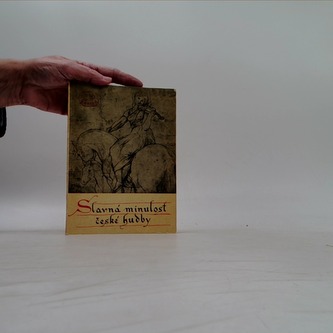 Slavná minulost
české hudby